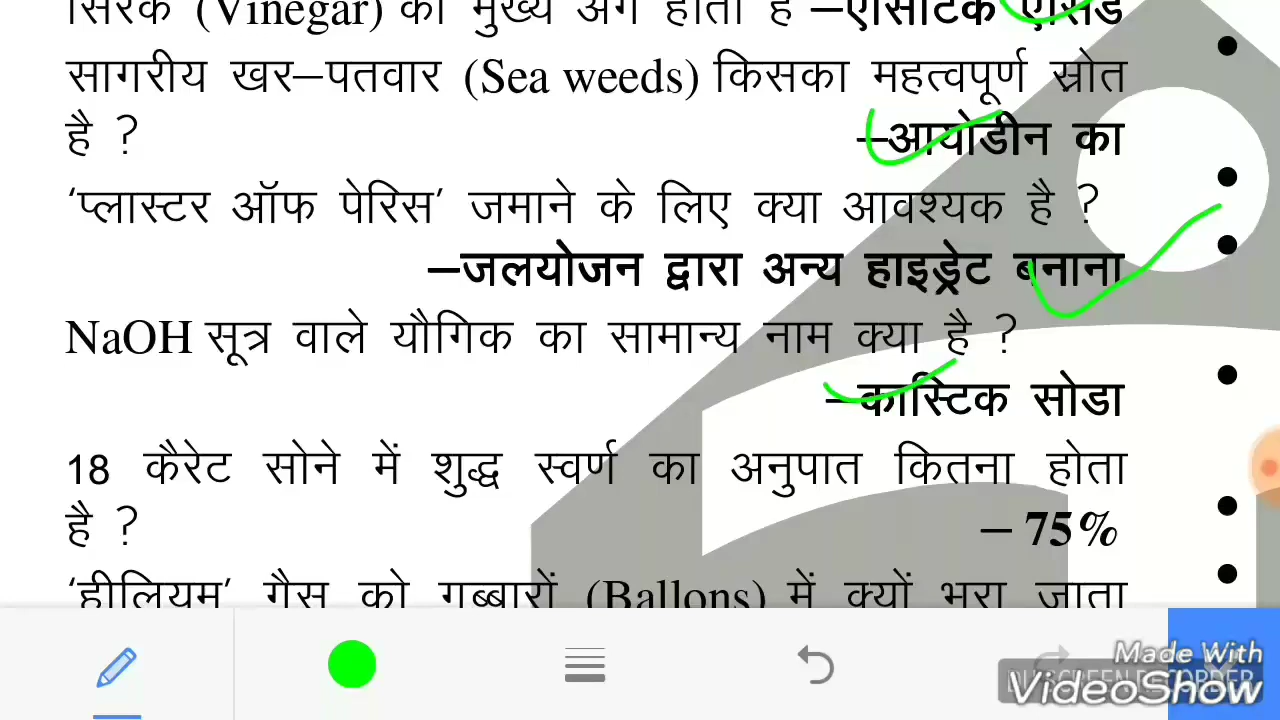 सिरके (Vinegar) का मुख्य अंग होता है –एसिटिक एसिड
सागरीय खर–पतवार (Sea weeds) किसका महत्वपूर्ण स्रोत
है ? –आयोडीन का
‘प्लास्टर ऑफ पेरिस’ जमाने के लिए क्या आवश्यक है ?
–जलयोजन द्वारा अन्य हाइड्रेट बनाना
NaOH सूत्र वाले यौगिक का सामान्य नाम क्या है ?
–कास्टिक सोडा
18 कैरेट सोने में शुद्ध स्वर्ण का अनुपात कितना होता
है ? – 75%
‘हीलियम’ गैस को गुब्बारों (Ballons) में क्यों भरा जाता
Made With
VideoShow